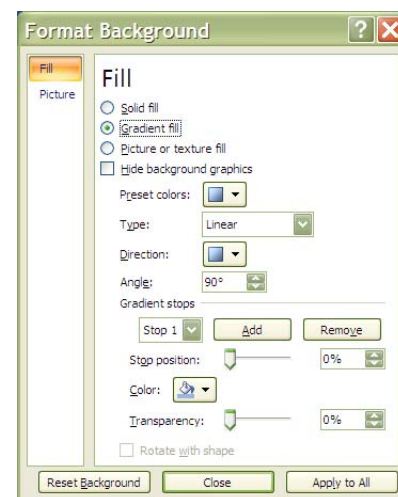 Format Background
Fill
Picture
Fill
Solid fill
Gradient fill
Picture or texture fill
Hide background graphics
Preset colors:
Type: Linear
Direction:
Angle: 90°
Gradient stops
Stop 1 Add Remove
Stop position: 0%
Color:
Transparency: 0%
Rotate with shape
Reset Background Close Apply to All